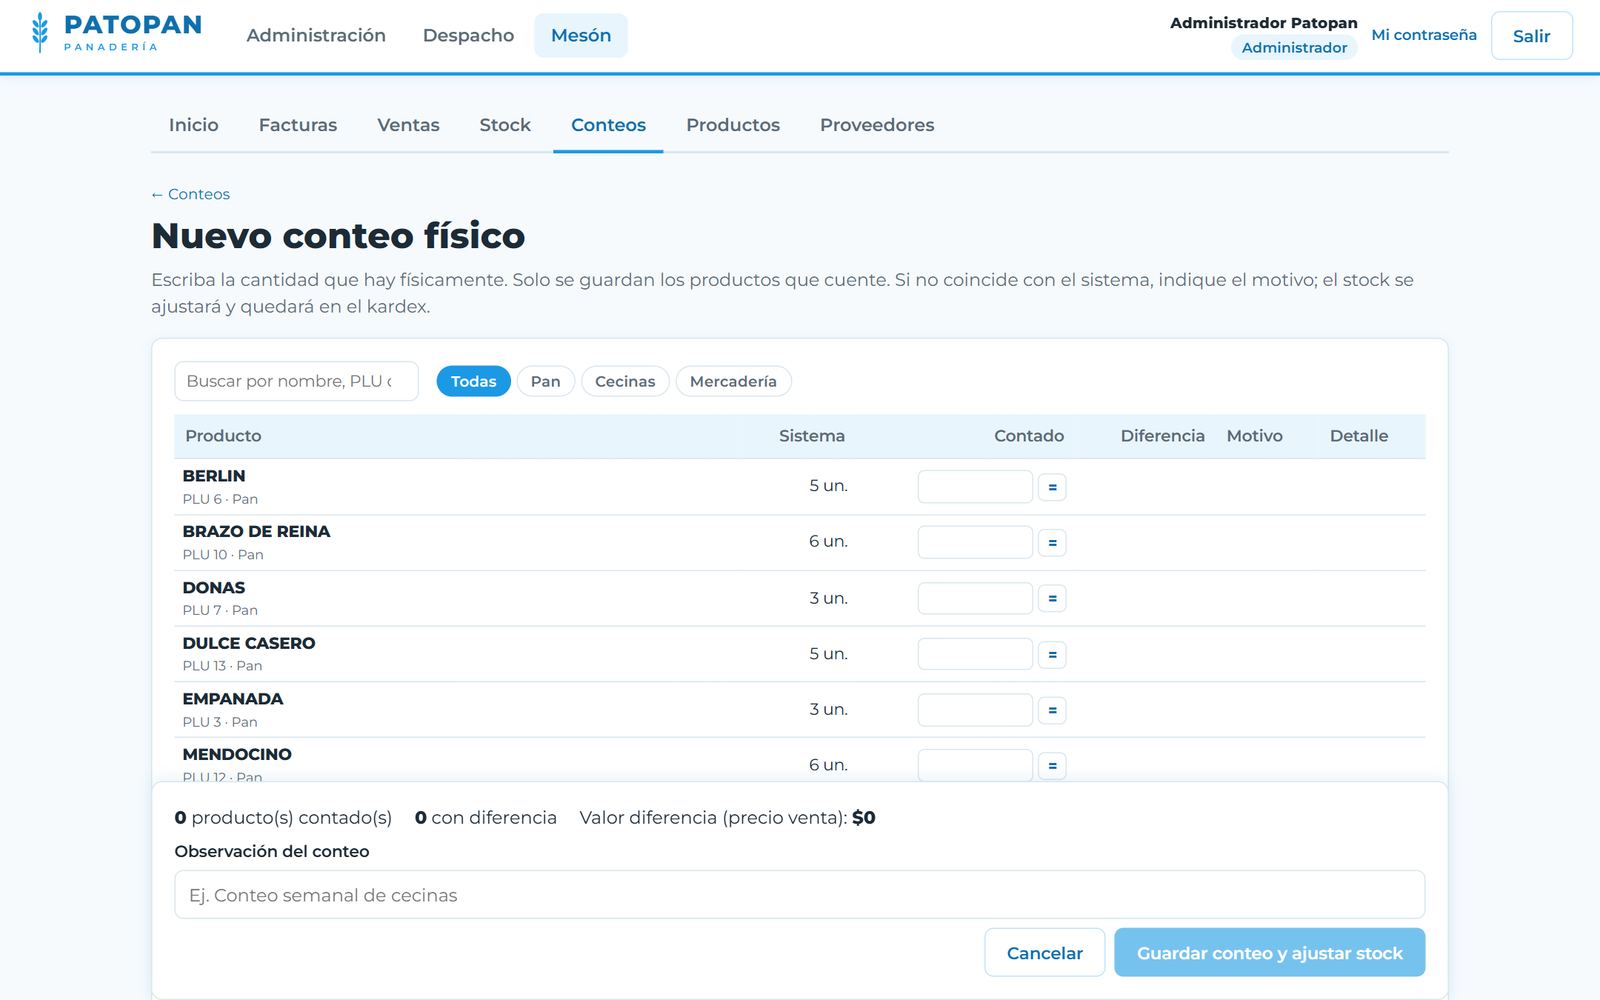 PATOPAN
PANADERÍA
Administración
Despacho
Mesón
Administrador Patopan
Administrador
Mi contraseña
Salir
Inicio
Facturas
Ventas
Stock
Conteos
Productos
Proveedores
← Conteos
Nuevo conteo físico
Escriba la cantidad que hay físicamente. Solo se guardan los productos que cuente. Si no coincide con el sistema, indique el motivo; el stock se
ajustará y quedará en el kardex.
Buscar por nombre, PLU
Todas
Pan
Cecinas
Mercadería
Producto
Sistema
Contado
Diferencia
Motivo
Detalle
BERLIN
PLU 6 · Pan
5 un.
=
BRAZO DE REINA
PLU 10 · Pan
6 un.
=
DONAS
PLU 7 · Pan
3 un.
=
DULCE CASERO
PLU 13 · Pan
5 un.
=
EMPANADA
PLU 3 · Pan
3 un.
=
MENDOCINO
PLU 12 · Pan
6 un.
=
0 producto(s) contado(s)
0 con diferencia
Valor diferencia (precio venta): $0
Observación del conteo
Ej. Conteo semanal de cecinas
Cancelar
Guardar conteo y ajustar stock